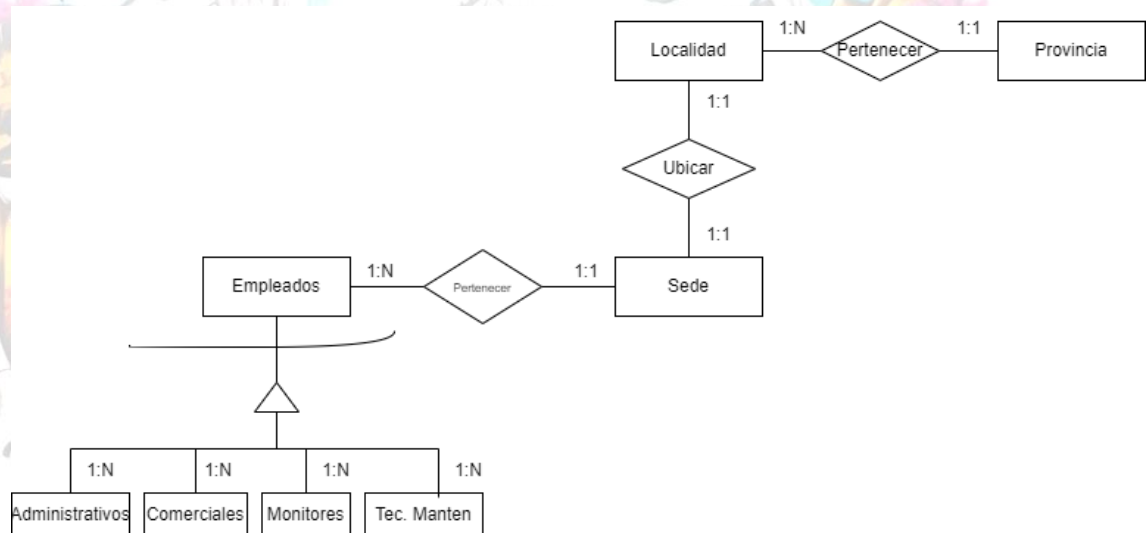 Localidad 1:N Pertenecer 1:1 Provincia
1:1
Ubicar
1:1
Empleados 1:N Pertenecer 1:1 Sede
1:N 1:N 1:N 1:N
Administrativos Comerciales Monitores Tec. Manten